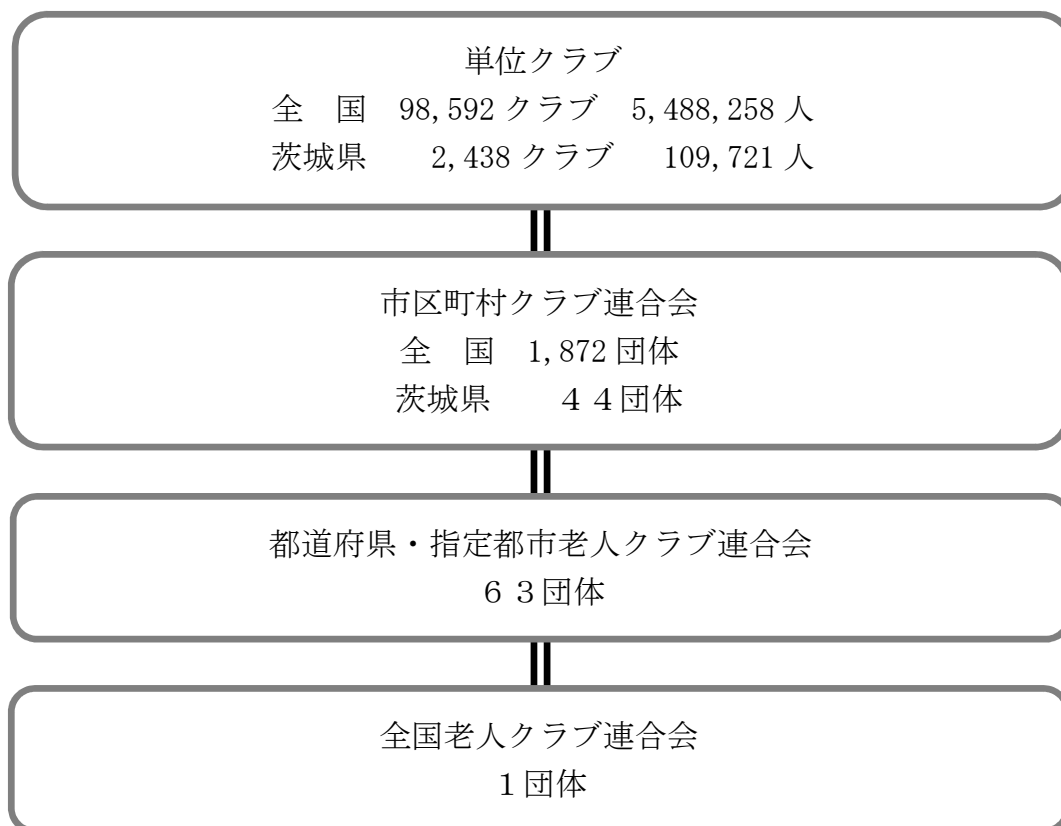 単位クラブ
全　国　98,592 クラブ　5,488,258 人
茨城県　　2,438 クラブ　　109,721 人
市区町村クラブ連合会
全　国　1,872 団体
茨城県　　４４団体
都道府県・指定都市老人クラブ連合会
６３団体
全国老人クラブ連合会
１団体